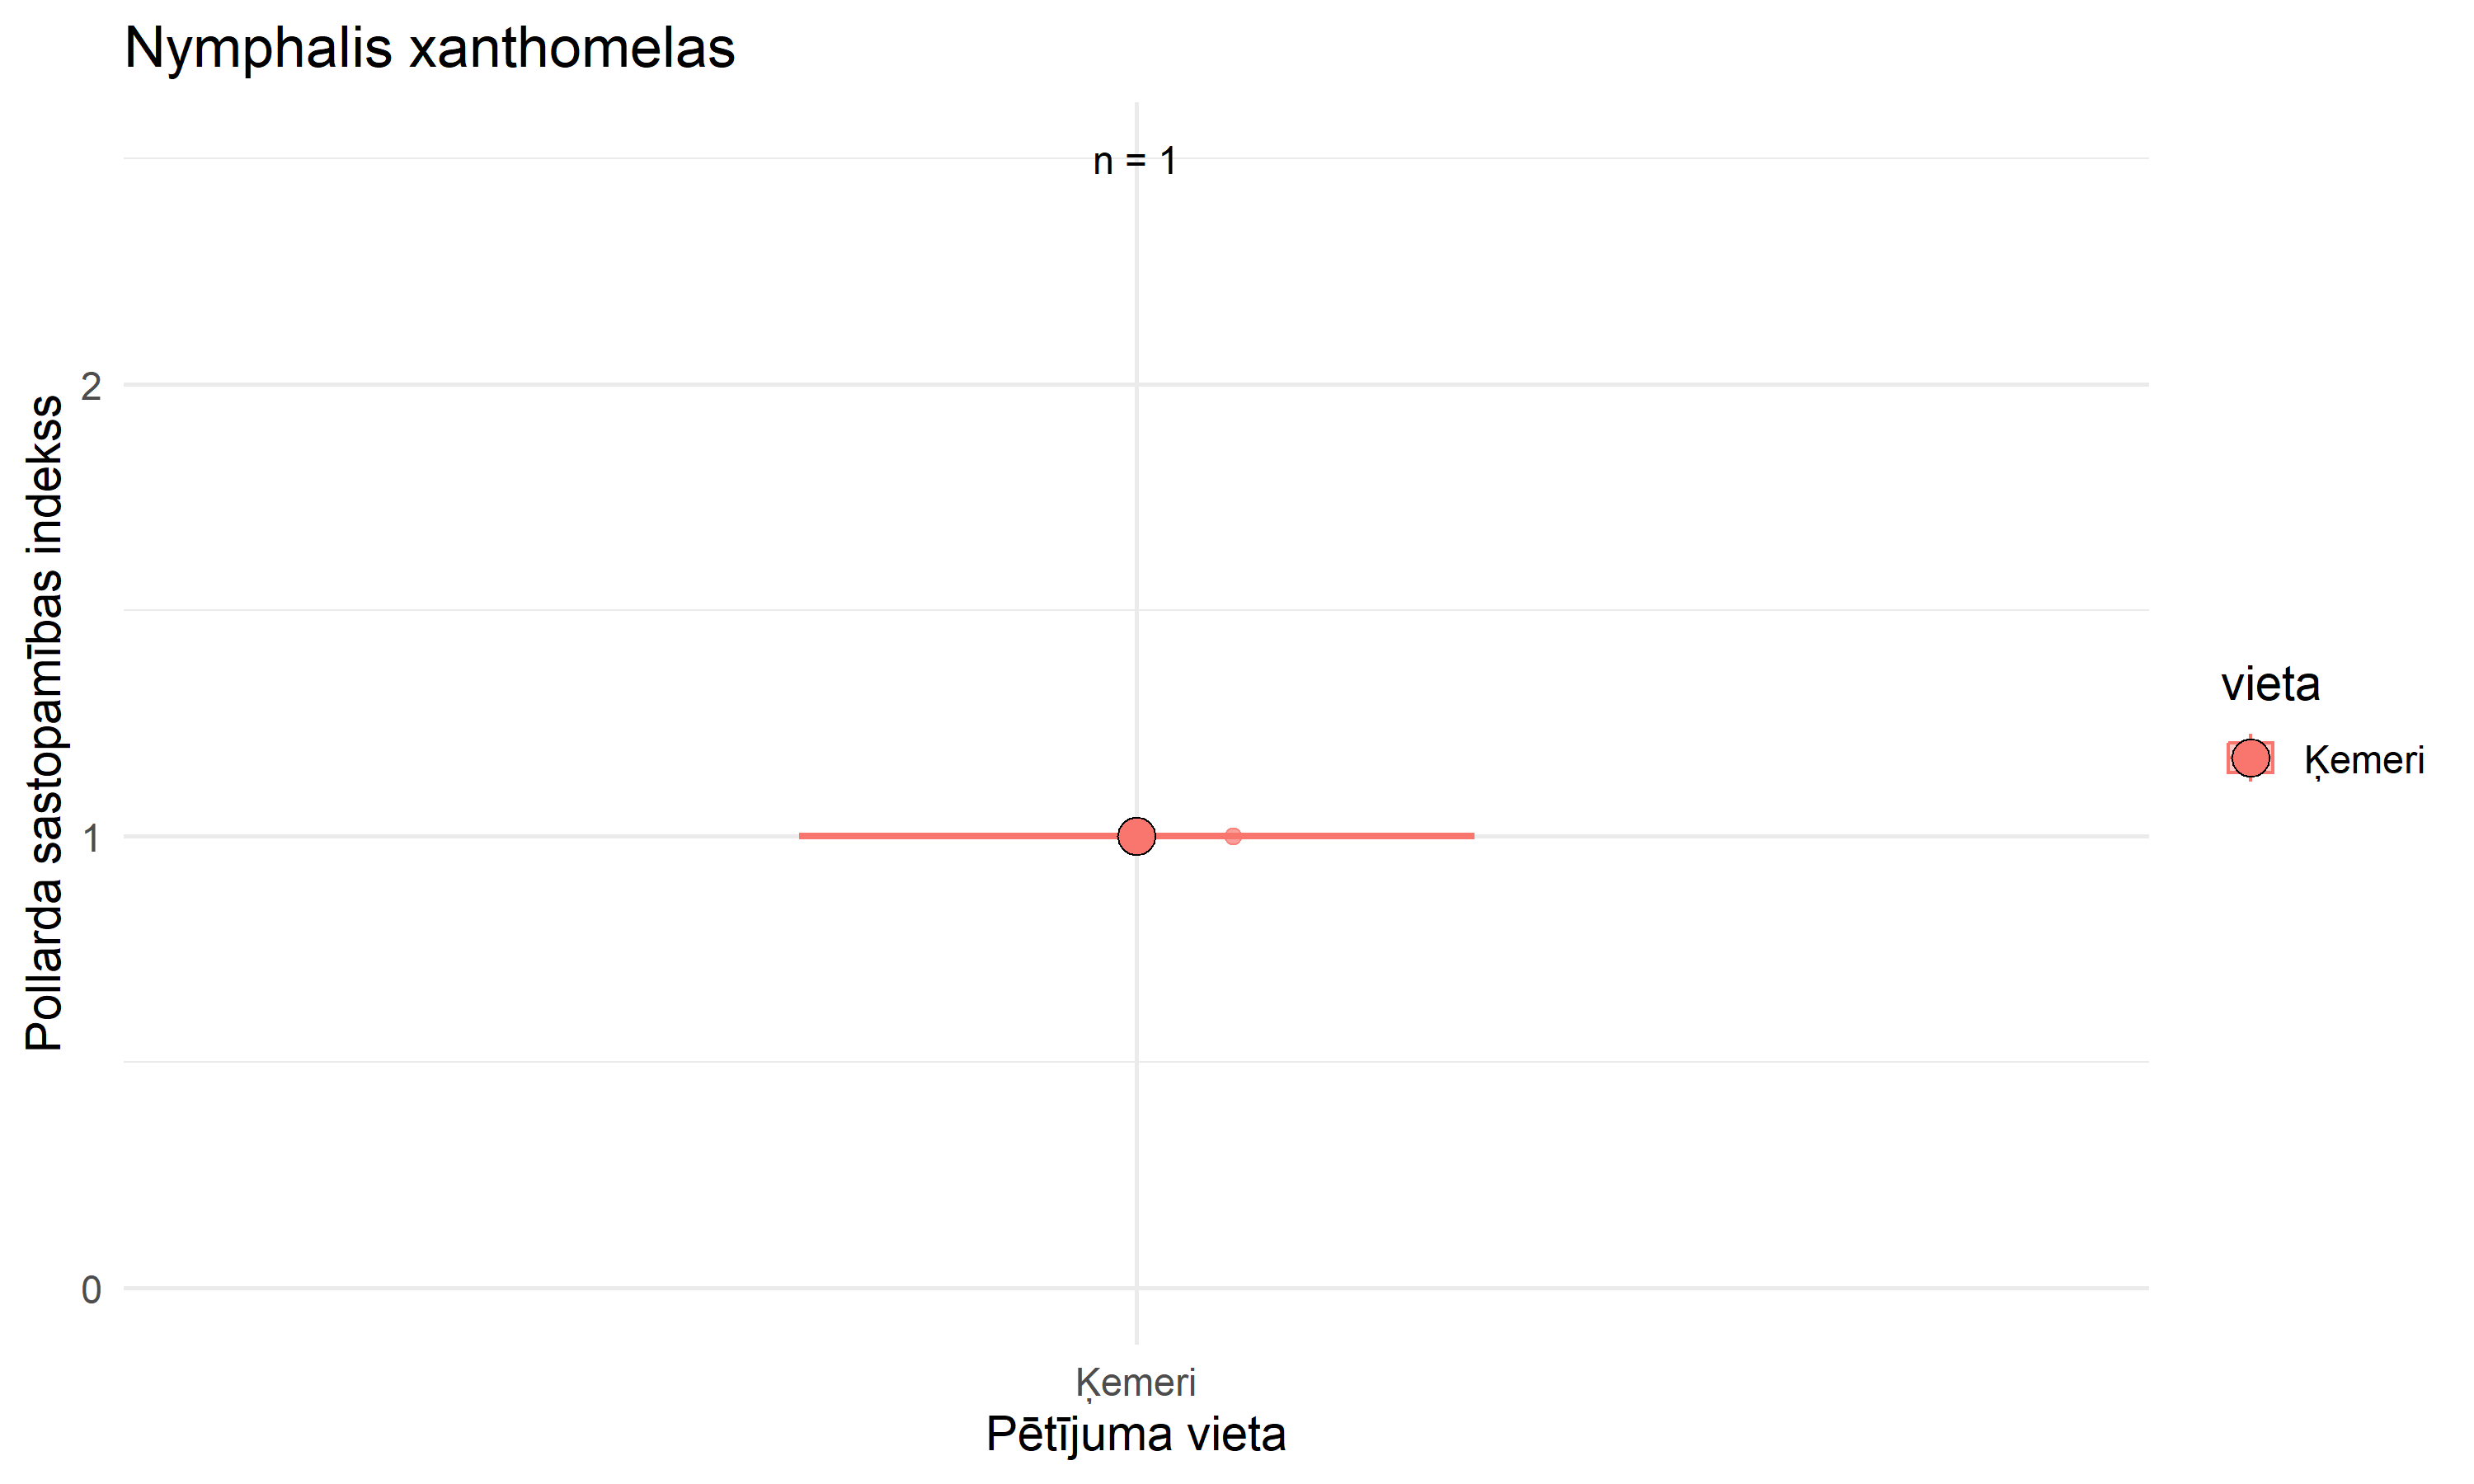 Nymphalis xanthomelas
n = 1
Pollarda sastopamības indekss
2
1
0
Ķemeri
Pētījuma vieta
vieta
Ķemeri